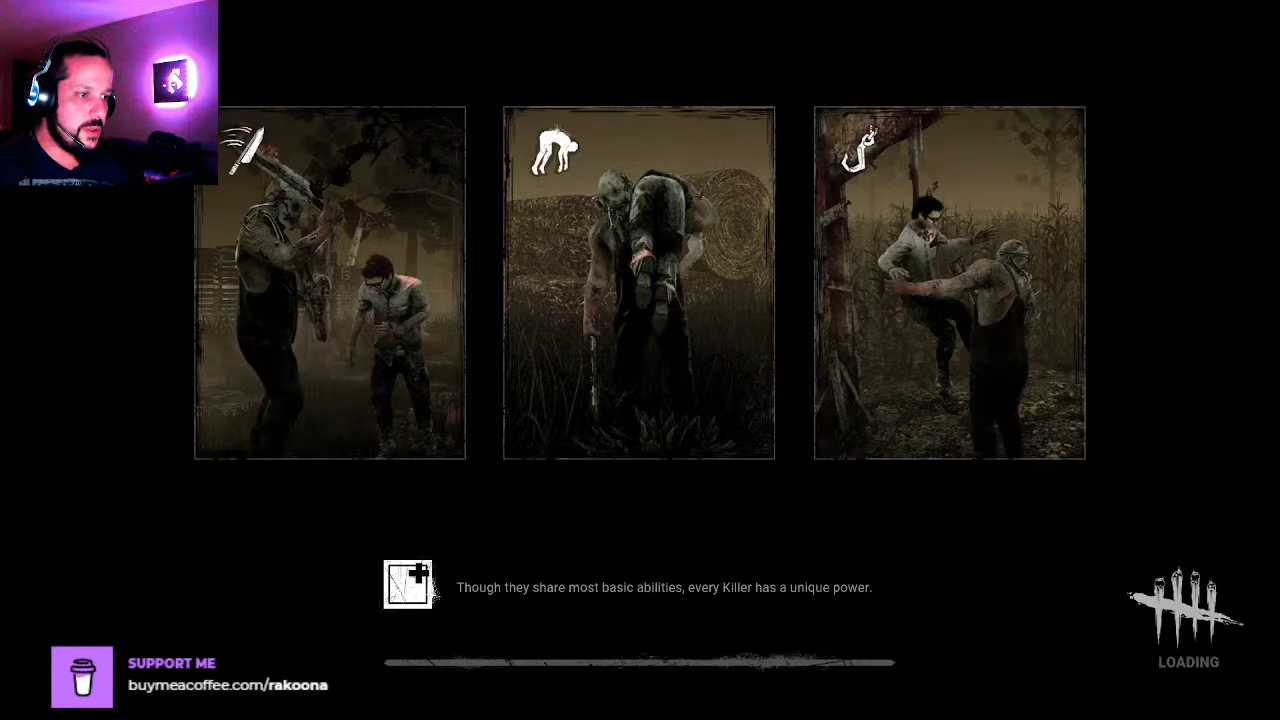 Though they share most basic abilities, every Killer has a unique power.
SUPPORT ME
buymeacoffee.com/rakoona
LOADING